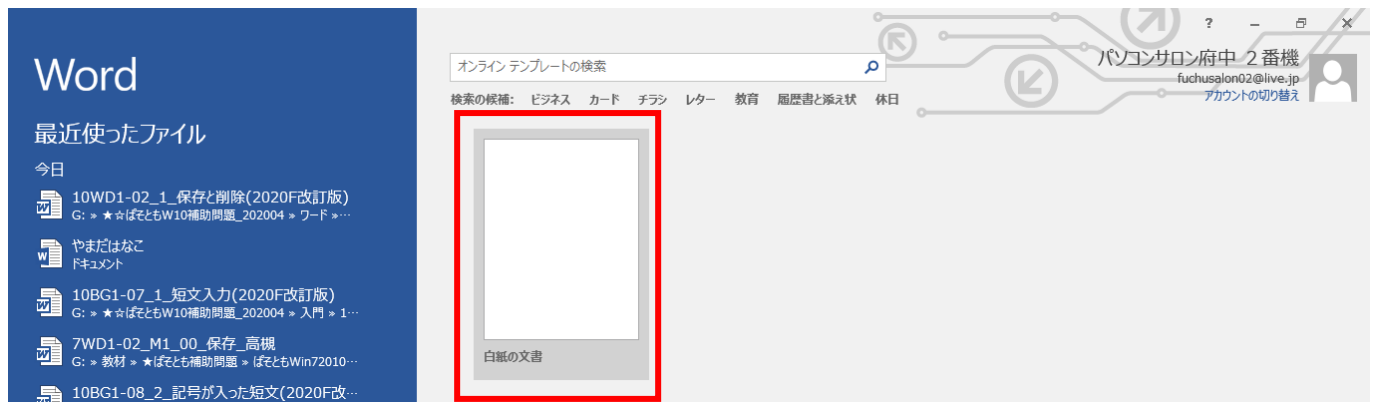 Word
最近使ったファイル
今日
10WD1-02_1_保存と削除(2020F改訂版)
G: » ★☆ぱそともW10補助問題_202004 » ワード »…
やまだはなこ
ドキュメント
10BG1-07_1_短文入力(2020F改訂版)
G: » ★☆ぱそともW10補助問題_202004 » 入門 » 1…
7WD1-02_M1_00_保存_高槻
G: » 教材 » ★ぱそとも補助問題 » ぱそともWin72010…
10BG1-08_2_記号が入った短文(2020F改…
オンライン テンプレートの検索
検索の候補: ビジネス カード チラシ レター 教育 履歴書と添え状 休日
白紙の文書
?
パソコンサロン府中 2番機
fuchusalon02@live.jp
アカウントの切り替え